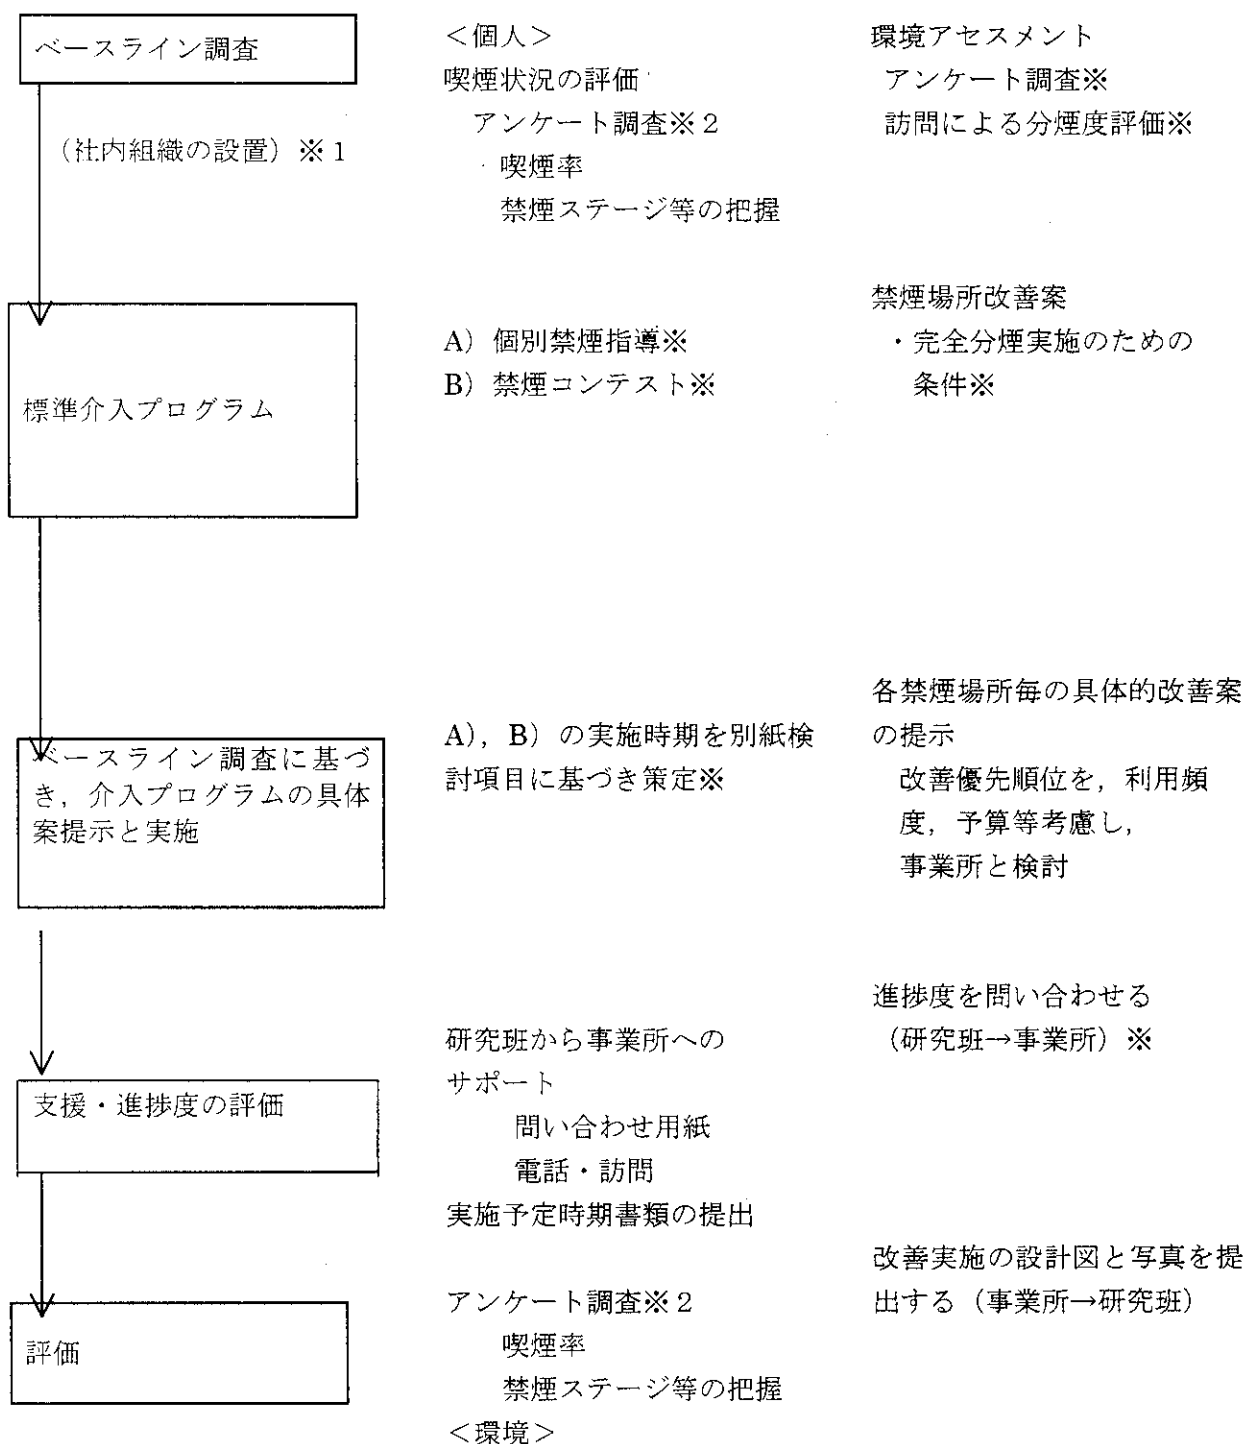 ベースライン調査
(社内組織の設置)※1
標準介入プログラム
ベースライン調査に基づ
き,介入プログラムの具体
案提示と実施
支援・進捗度の評価
評価
<個人>
喫煙状況の評価
アンケート調査※2
・喫煙率
禁煙ステージ等の把握
A)個別禁煙指導※
B)禁煙コンテスト※
A),B)の実施時期を別紙検
討項目に基づき策定※
研究班から事業所への
サポート
問い合わせ用紙
電話・訪問
実施予定時期書類の提出
アンケート調査※2
喫煙率
禁煙ステージ等の把握
<環境>
環境アセスメント
アンケート調査※
訪問による分煙度評価※
禁煙場所改善案
・完全分煙実施のための
条件※
各禁煙場所毎の具体的改善案
の提示
改善優先順位を,利用頻
度,予算等考慮し,
事業所と検討
進捗度を問い合わせる
(研究班→事業所)※
改善実施の設計図と写真を提
出する(事業所→研究班)